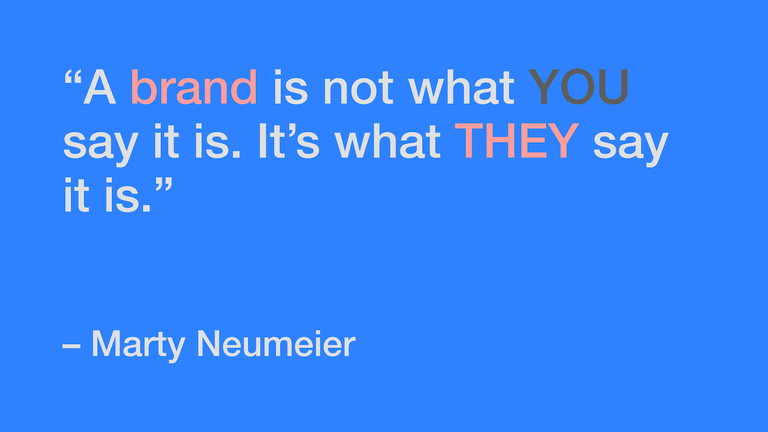 “A brand is not what YOU
say it is. It’s what THEY say
it is.”
– Marty Neumeier